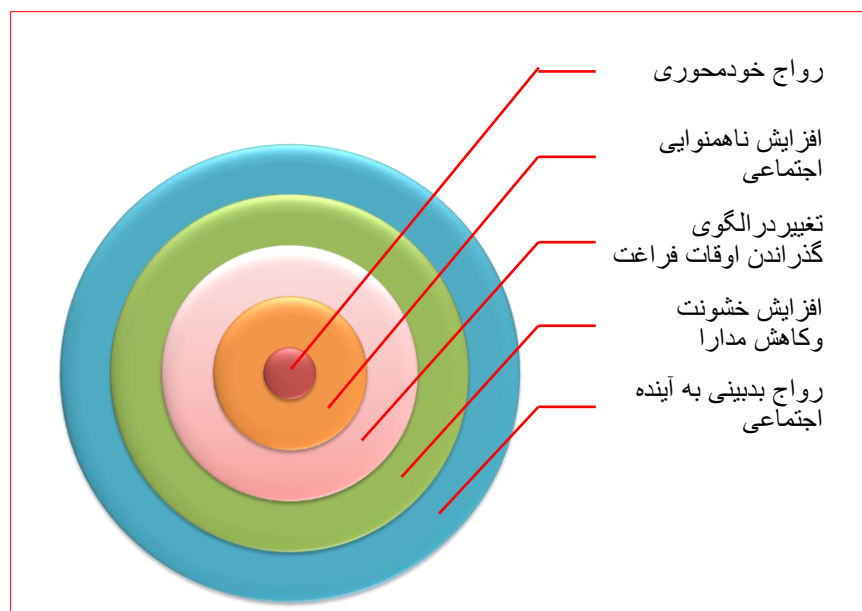 رواج خودمحوری
افزایش ناهمنوایی
اجتماعی
تغییردرالگوی
گذراندن اوقات فراغت
افزایش خشونت
وکاهش مدارا
رواج بدبینی به آینده
اجتماعی